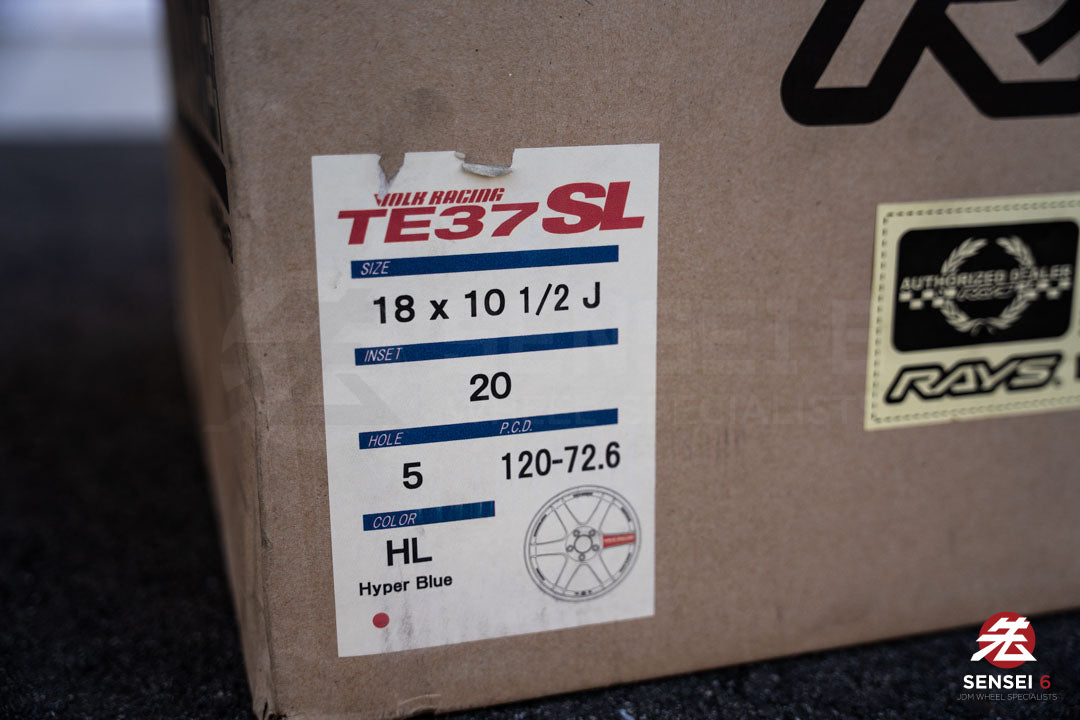 RAYS
VOLK RACING
TE37SL
SIZE
18 x 10 1/2 J
INSET
20
HOLE P.C.D.
5 120-72.6
COLOR
HL
Hyper Blue
AUTHORIZED DEALER
RAYS
SENSEI 6
JDM WHEEL SPECIALISTS